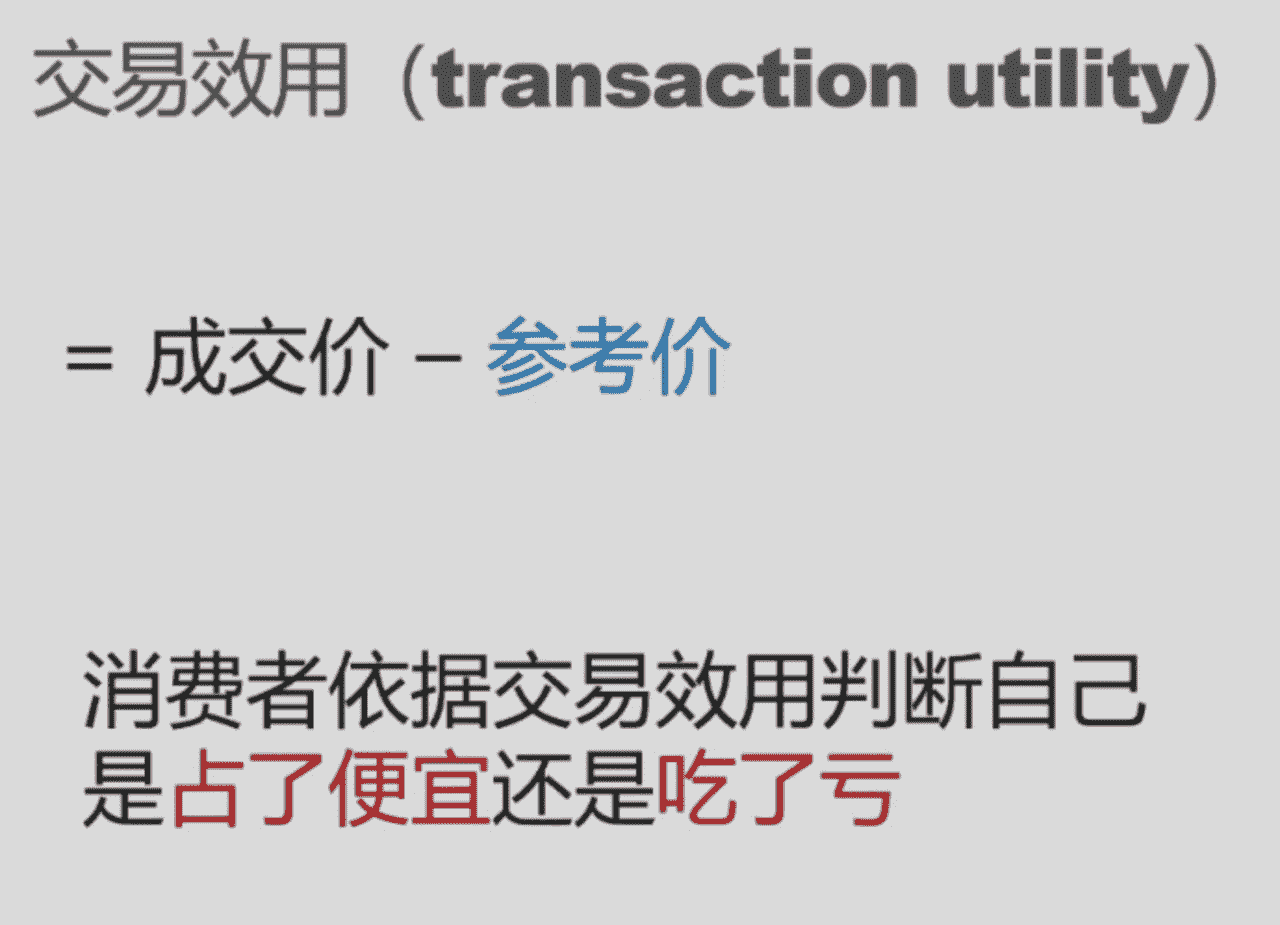 交易效用（transaction utility）
= 成交价 – 参考价
消费者依据交易效用判断自己
是占了便宜还是吃了亏